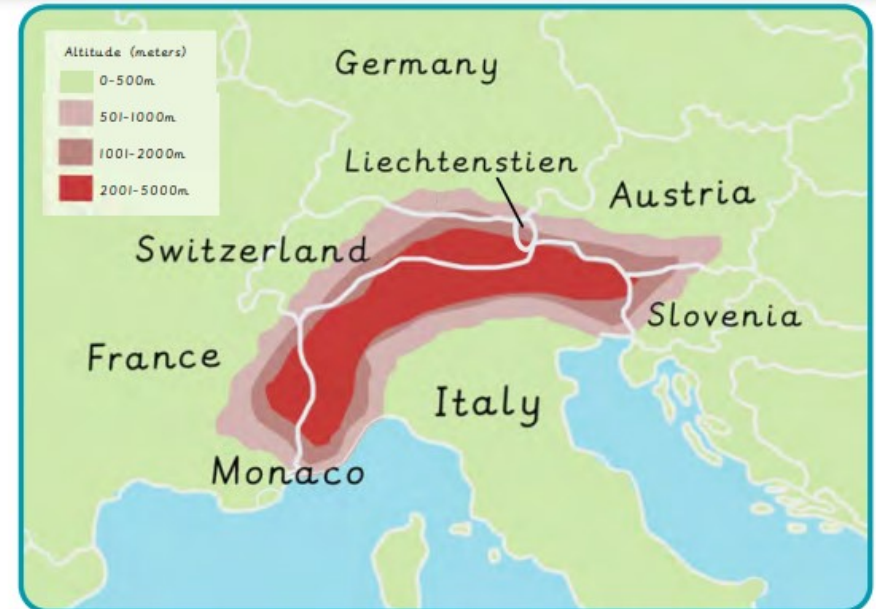 Altitude (meters)
0-500m
501-1000m
1001-2000m
2001-5000m
Germany
Liechtenstien
Austria
Switzerland
Slovenia
France
Italy
Monaco